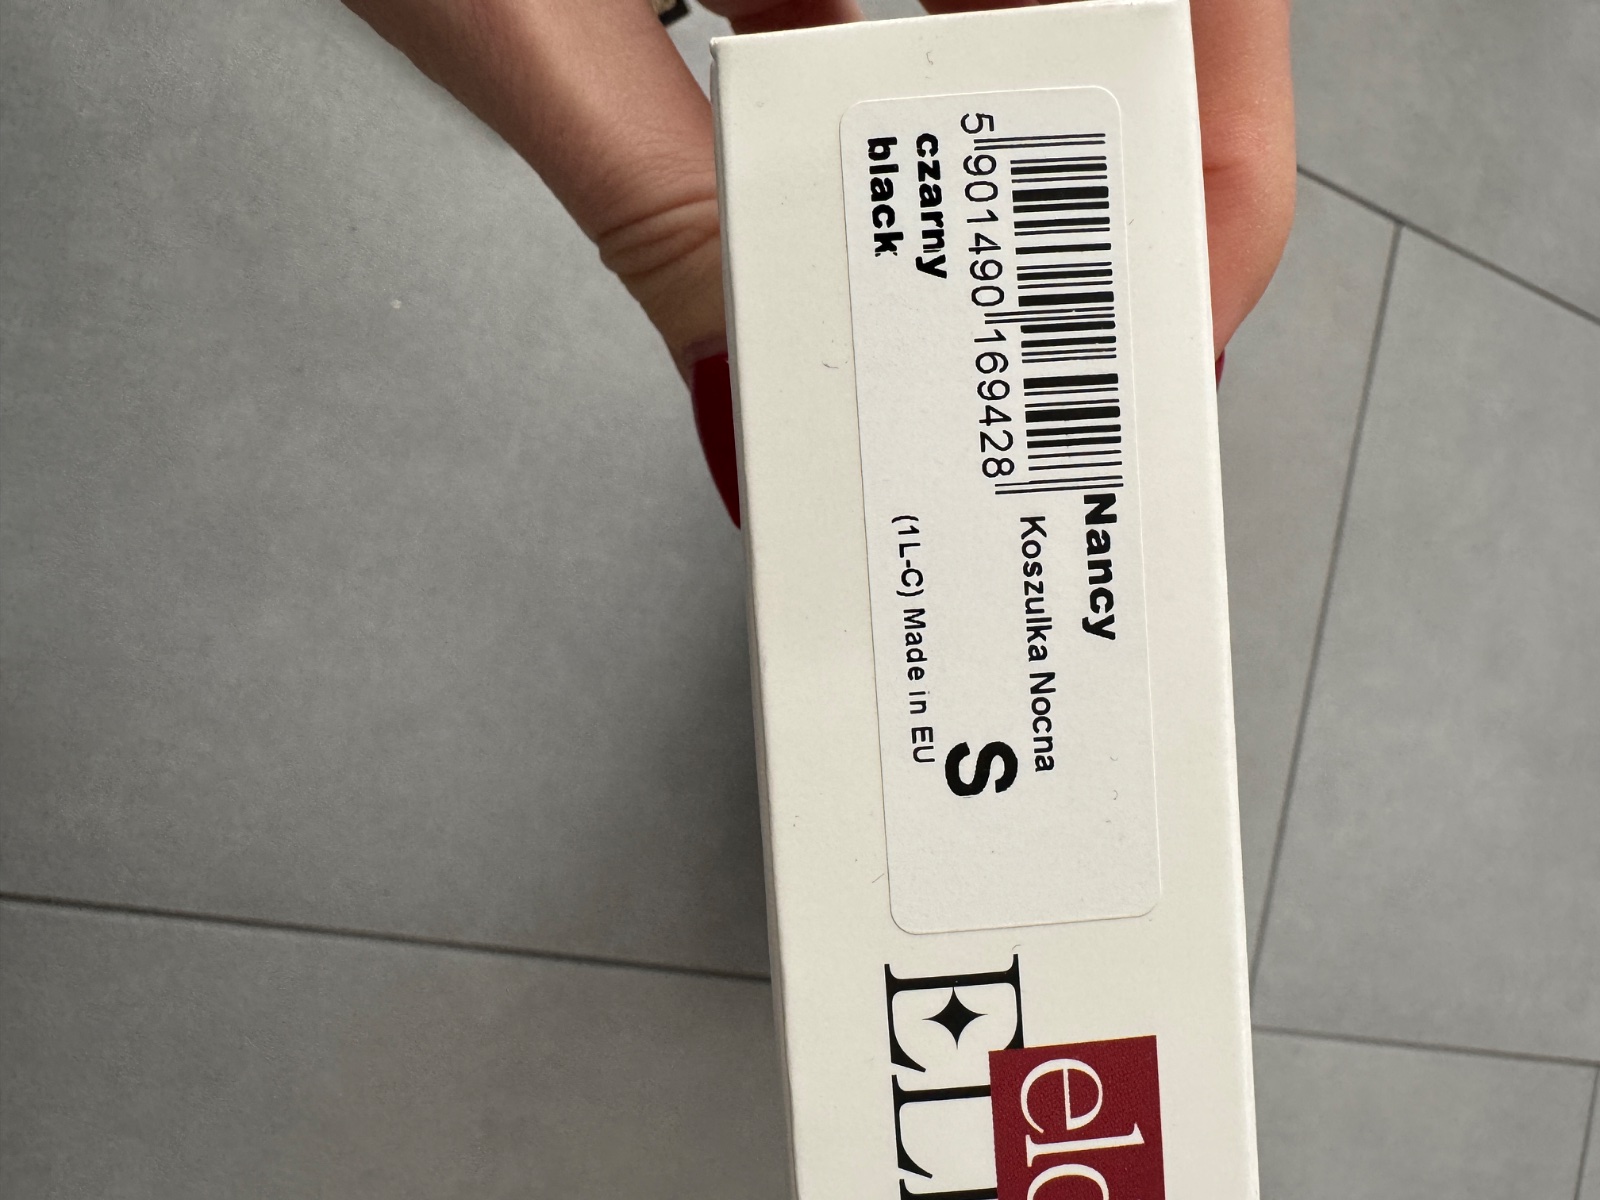 Nancy
5 901490 169428
Koszulka Nocna
czarny
S
black
(1L-C) Made in EU